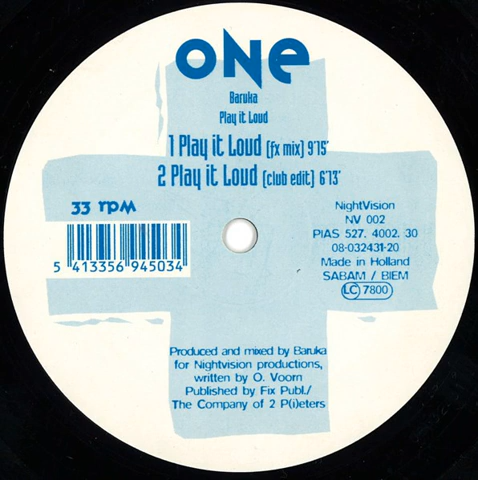 one
Baruka
Play it Loud
1 Play it Loud (fx mix) 9'15'
2 Play it Loud (club edit) 6'13'
33 rpm
5 413356 945034
NightVision
NV 002
PIAS 527. 4002. 30
08-032431-20
Made in Holland
SABAM / BIEM
LC 7800
Produced and mixed by Baruka
for Nightvision productions,
written by O. Voorn
Published by Fix Publ./
The Company of 2 P(i)eters